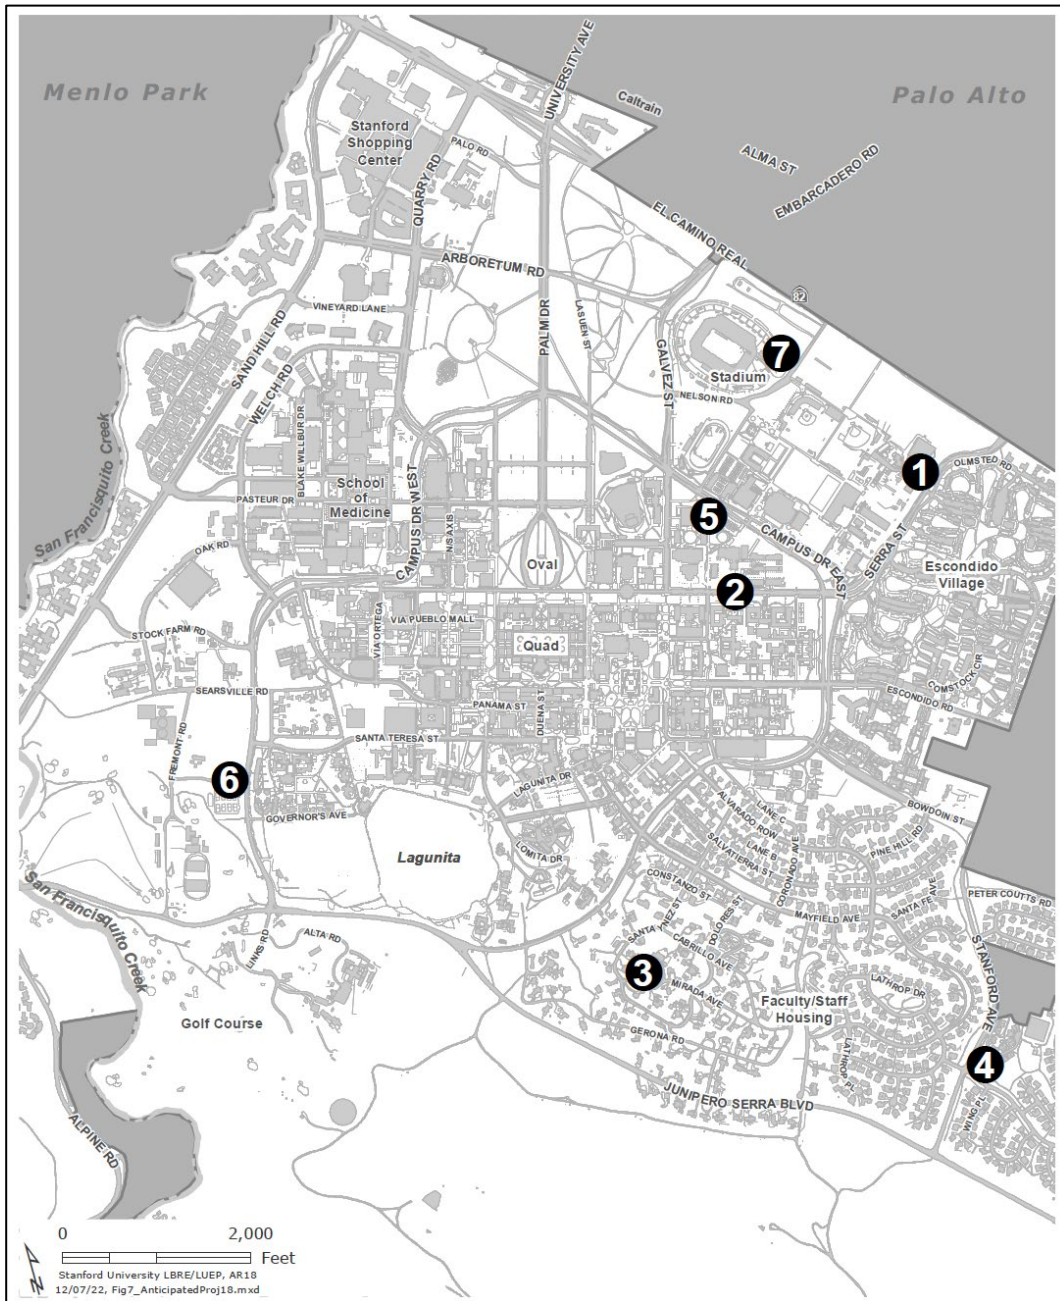 Menlo Park
Palo Alto
UNIVERSITY AVE
Caltrain
ALMA ST
EMBARCADERO RD
Stanford
Shopping
Center
PALO RD
QUARRY RD
EL CAMINO REAL
ARBORETUM RD
82
VINEYARD LANE
SAND HILL RD
WELCH RD
PALM DR
LASUEN ST
GALVEZ ST
7
Stadium
NELSON RD
San Francisquito Creek
BLAKE WILLBUR DR
School
of
Medicine
PASTEUR DR
CAMPUS DR WEST
N/S AXIS
1
OLMSTED RD
5
CAMPUS DR EAST
SERRA ST
OAK RD
Oval
Escondido
Village
2
STOCK FARM RD
VIA ORTEGA
VIA PUEBLO MALL
Quad
SEARSVILLE RD
COMSTOCK CIR
ESCONDIDO RD
PANAMA ST
DUENA ST
FREMONT RD
SANTA TERESA ST
6
GOVERNOR'S AVE
LAGUNITA DR
LANE C
ALVARADO ROW
LANE B
SALVATIERRA ST
CORONADO AVE
BOWDOIN ST
PINE HILL RD
Lagunita
LOMITA DR
CONSTANZO ST
SANTA FE AVE
PETER COUTTS RD
MAYFIELD AVE
San Francisquito Creek
LINKS RD
ALTA RD
SANTA YNEZ ST
DOLORES ST
CABRILLO AVE
STANFORD AVE
3
MIRADA AVE
LATHROP DR
Faculty/Staff
Housing
Golf Course
GERONA RD
LATHROP PL
4
JUNIPERO SERRA BLVD
WING PL
ALPINE RD
0 2,000
Feet
N
Stanford University LBRE/LUEP, AR18
12/07/22, Fig7_AnticipatedProj18.mxd